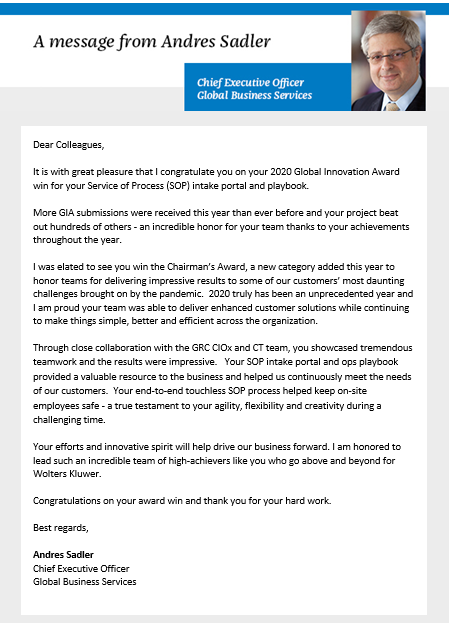 A message from Andres Sadler
Chief Executive Officer
Global Business Services
Dear Colleagues,
It is with great pleasure that I congratulate you on your 2020 Global Innovation Award
win for your Service of Process (SOP) intake portal and playbook.
More GIA submissions were received this year than ever before and your project beat
out hundreds of others - an incredible honor for your team thanks to your achievements
throughout the year.
I was elated to see you win the Chairman’s Award, a new category added this year to
honor teams for delivering impressive results to some of our customers’ most daunting
challenges brought on by the pandemic.  2020 truly has been an unprecedented year and
I am proud your team was able to deliver enhanced customer solutions while continuing
to make things simple, better and efficient across the organization.
Through close collaboration with the GRC CIOx and CT team, you showcased tremendous
teamwork and the results were impressive.   Your SOP intake portal and ops playbook
provided a valuable resource to the business and helped us continuously meet the needs
of our customers.  Your end-to-end touchless SOP process helped keep on-site
employees safe - a true testament to your agility, flexibility and creativity during a
challenging time.
Your efforts and innovative spirit will help drive our business forward. I am honored to
lead such an incredible team of high-achievers like you who go above and beyond for
Wolters Kluwer.
Congratulations on your award win and thank you for your hard work.
Best regards,
Andres Sadler
Chief Executive Officer
Global Business Services